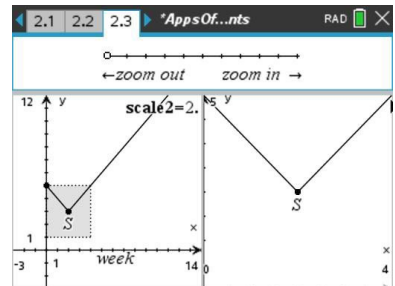 2.1 2.2 2.3 *AppsOf...nts RAD
←zoom out zoom in →
12 y scale2=2.
S
1 x
-3 1 week 14
5 y
S
x
0 4